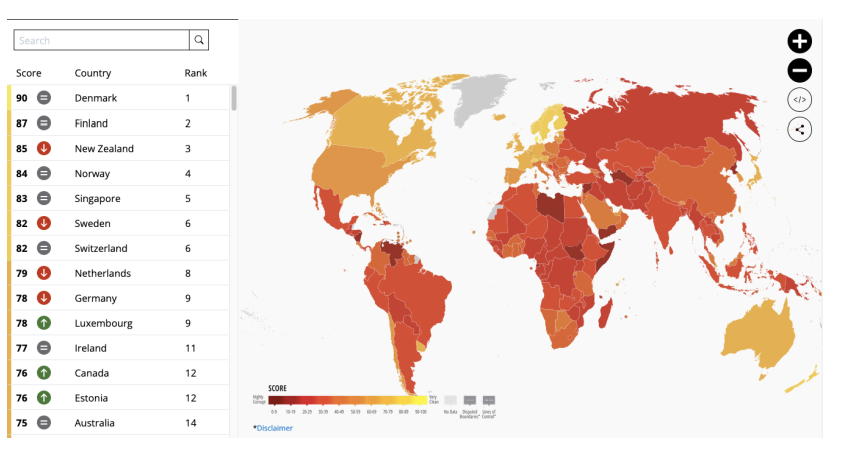 Search
Score Country Rank
90 Denmark 1
87 Finland 2
85 New Zealand 3
84 Norway 4
83 Singapore 5
82 Sweden 6
82 Switzerland 6
79 Netherlands 8
78 Germany 9
78 Luxembourg 9
77 Ireland 11
76 Canada 12
76 Estonia 12
75 Australia 14
</>
SCORE
Highly Corrupt
Very Clean
0-9 10-19 20-29 30-39 40-49 50-59 60-69 70-79 80-89 90-100
No Data
Disputed Boundaries*
Lines of Control*
*Disclaimer